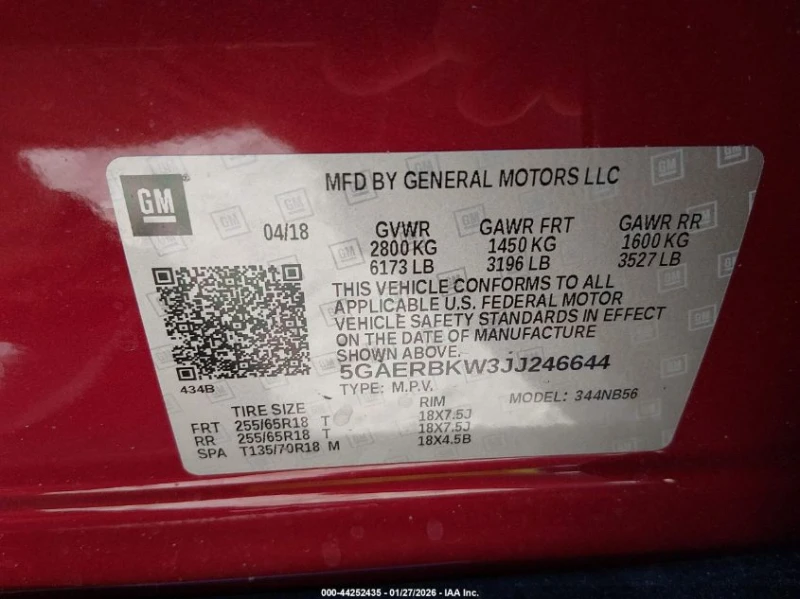 GM
MFD BY GENERAL MOTORS LLC
04/18
GVWR GAWR FRT GAWR RR
2800 KG 1450 KG 1600 KG
6173 LB 3196 LB 3527 LB
THIS VEHICLE CONFORMS TO ALL
APPLICABLE U.S. FEDERAL MOTOR
VEHICLE SAFETY STANDARDS IN EFFECT
ON THE DATE OF MANUFACTURE
SHOWN ABOVE.
5GAERBKW3JJ246644
434B
TYPE: M.P.V. MODEL: 344NB56
TIRE SIZE RIM
FRT 255/65R18 T 18X7.5J
RR 255/65R18 T 18X7.5J
SPA T135/70R18 M 18X4.5B
000-44252435 - 01/27/2026 - IAA Inc.